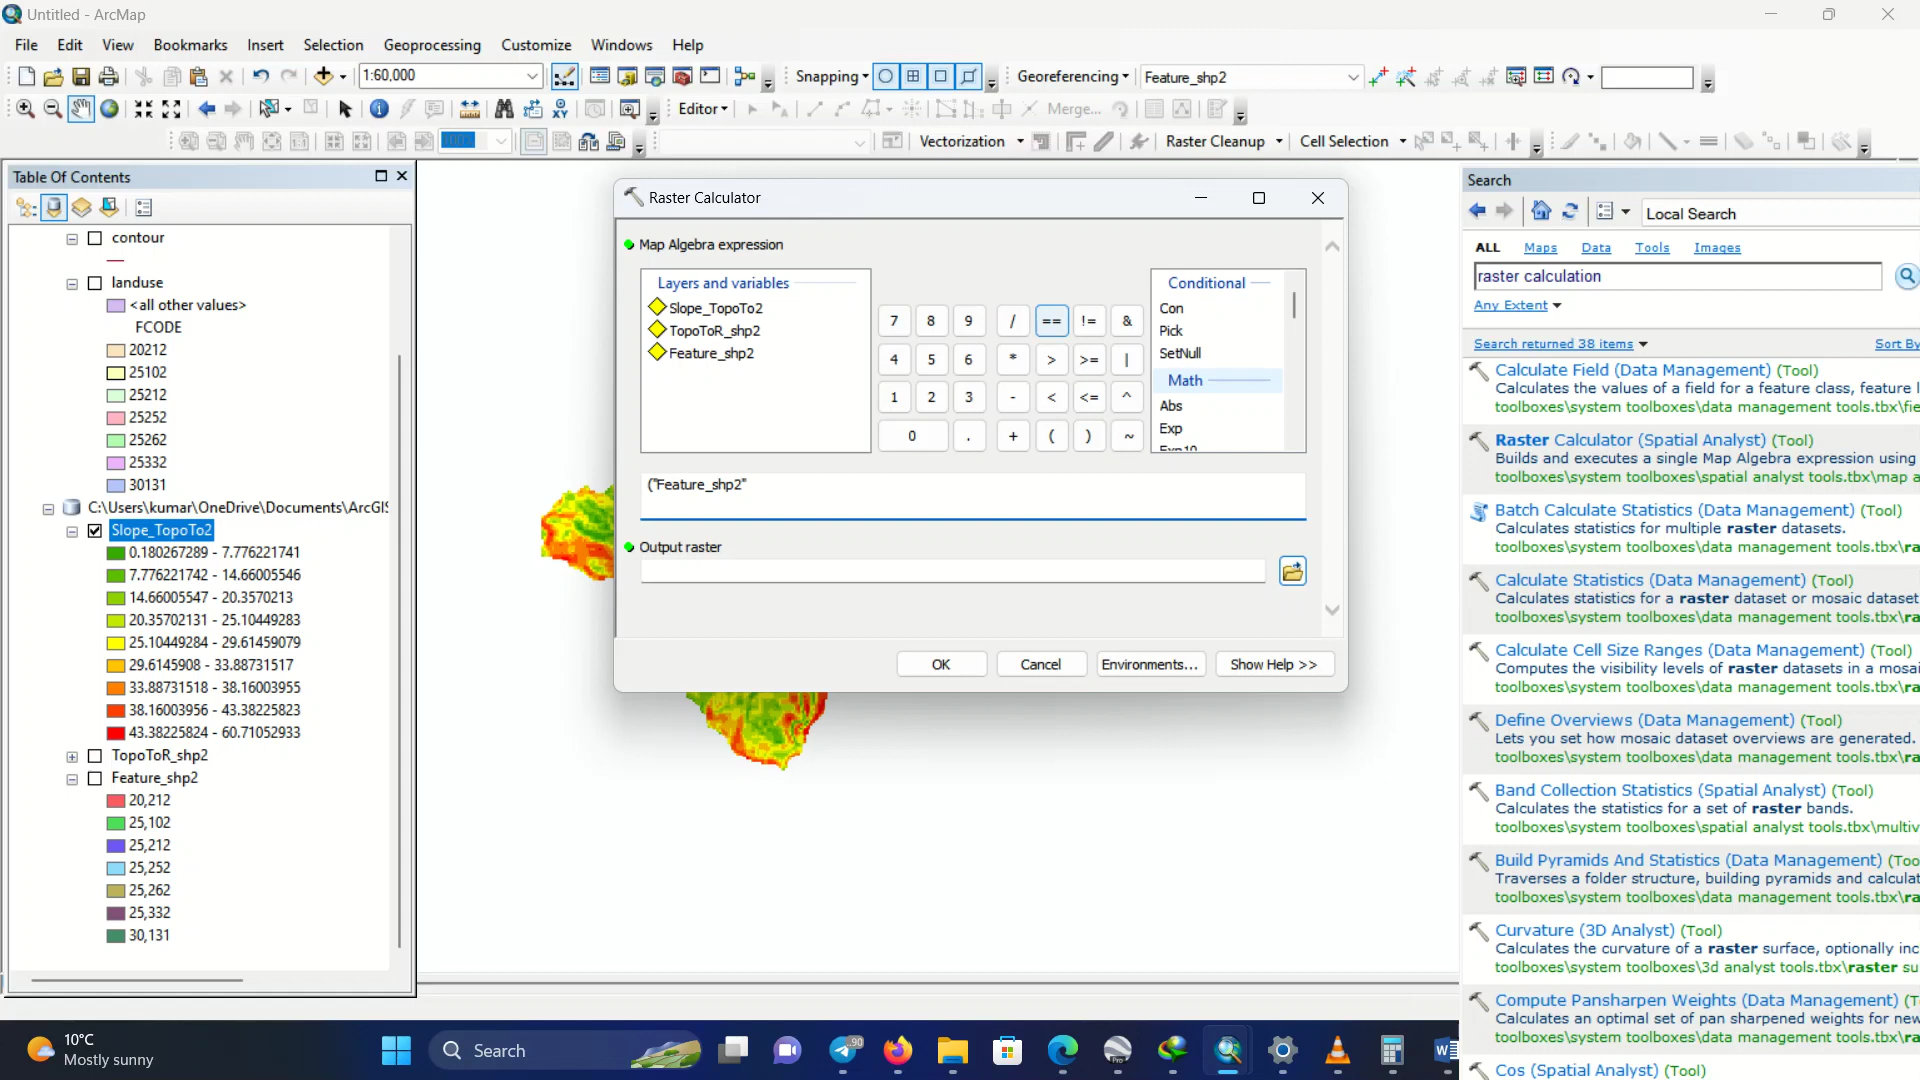 Untitled - ArcMap
File Edit View Bookmarks Insert Selection Geoprocessing Customize Windows Help
1:60,000 Snapping Georeferencing Feature_shp2
Editor Merge...
Vectorization Raster Cleanup Cell Selection
Table Of Contents
contour
landuse
<all other values>
FCODE
20212
25102
25212
25252
25262
25332
30131
C:\Users\kumar\OneDrive\Documents\ArcGIS
Slope_TopoTo2
0.180267289 - 7.776221741
7.776221742 - 14.66005546
14.66005547 - 20.3570213
20.35702131 - 25.10449283
25.10449284 - 29.61459079
29.6145908 - 33.88731517
33.88731518 - 38.16003955
38.16003956 - 43.38225823
43.38225824 - 60.71052933
TopoToR_shp2
Feature_shp2
20,212
25,102
25,212
25,252
25,262
25,332
30,131
Raster Calculator
Map Algebra expression
Layers and variables
Slope_TopoTo2
TopoToR_shp2
Feature_shp2
7 8 9 / == != &
4 5 6 * > >= |
1 2 3 - < <= ^
0 . + ( ) ~
Conditional
Con
Pick
SetNull
Math
Abs
Exp
Exp10
("Feature_shp2"
Output raster
OK Cancel Environments... Show Help >>
Search
Local Search
ALL Maps Data Tools Images
raster calculation
Any Extent
Search returned 38 items Sort By
Calculate Field (Data Management) (Tool)
Calculates the values of a field for a feature class, feature l
toolboxes\system toolboxes\data management tools.tbx\fie
Raster Calculator (Spatial Analyst) (Tool)
Builds and executes a single Map Algebra expression using
toolboxes\system toolboxes\spatial analyst tools.tbx\map a
Batch Calculate Statistics (Data Management) (Tool)
Calculates statistics for multiple raster datasets.
toolboxes\system toolboxes\data management tools.tbx\ra
Calculate Statistics (Data Management) (Tool)
Calculates statistics for a raster dataset or mosaic dataset
toolboxes\system toolboxes\data management tools.tbx\ra
Calculate Cell Size Ranges (Data Management) (Tool)
Computes the visibility levels of raster datasets in a mosai
toolboxes\system toolboxes\data management tools.tbx\ra
Define Overviews (Data Management) (Tool)
Lets you set how mosaic dataset overviews are generated.
toolboxes\system toolboxes\data management tools.tbx\ra
Band Collection Statistics (Spatial Analyst) (Tool)
Calculates the statistics for a set of raster bands.
toolboxes\system toolboxes\spatial analyst tools.tbx\multiv
Build Pyramids And Statistics (Data Management) (Too
Traverses a folder structure, building pyramids and calculat
toolboxes\system toolboxes\data management tools.tbx\ra
Curvature (3D Analyst) (Tool)
Calculates the curvature of a raster surface, optionally inc
toolboxes\system toolboxes\3d analyst tools.tbx\raster su
Compute Pansharpen Weights (Data Management) (T
Calculates an optimal set of pan sharpened weights for new
toolboxes\system toolboxes\data management tools.tbx\ra
Cos (Spatial Analyst) (Tool)
10°C
Mostly sunny
Search
90
Pro